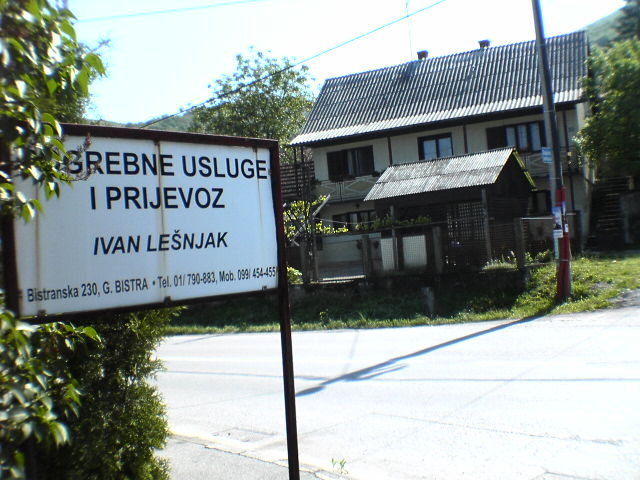 GREBNE USLUGE
I PRIJEVOZ
IVAN LEŠNJAK
Bistranska 230, G. BISTRA • Tel. 01/ 790-883, Mob. 099/ 454-455